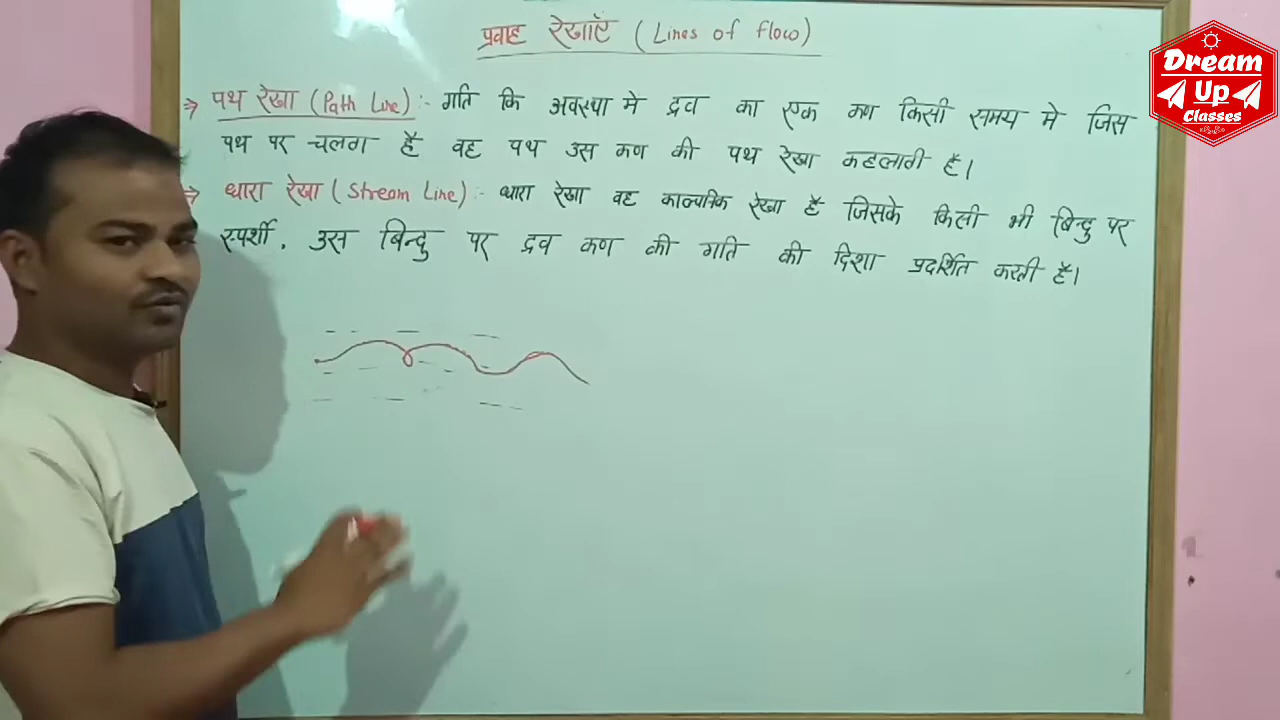 प्रवाह रेखाएँ (Lines of flow)
⇒ पथ रेखा (Path Line) :- गति कि अवस्था मे द्रव का एक कण किसी समय मे जिस
पथ पर चलता है वह पथ उस कण की पथ रेखा कहलाती है।
⇒ धारा रेखा (Stream Line) :- धारा रेखा वह काल्पनिक रेखा है जिसके किसी भी बिन्दु पर
स्पर्शी, उस बिन्दु पर द्रव कण की गति की दिशा प्रदर्शित करती है।
Dream
Up
Classes